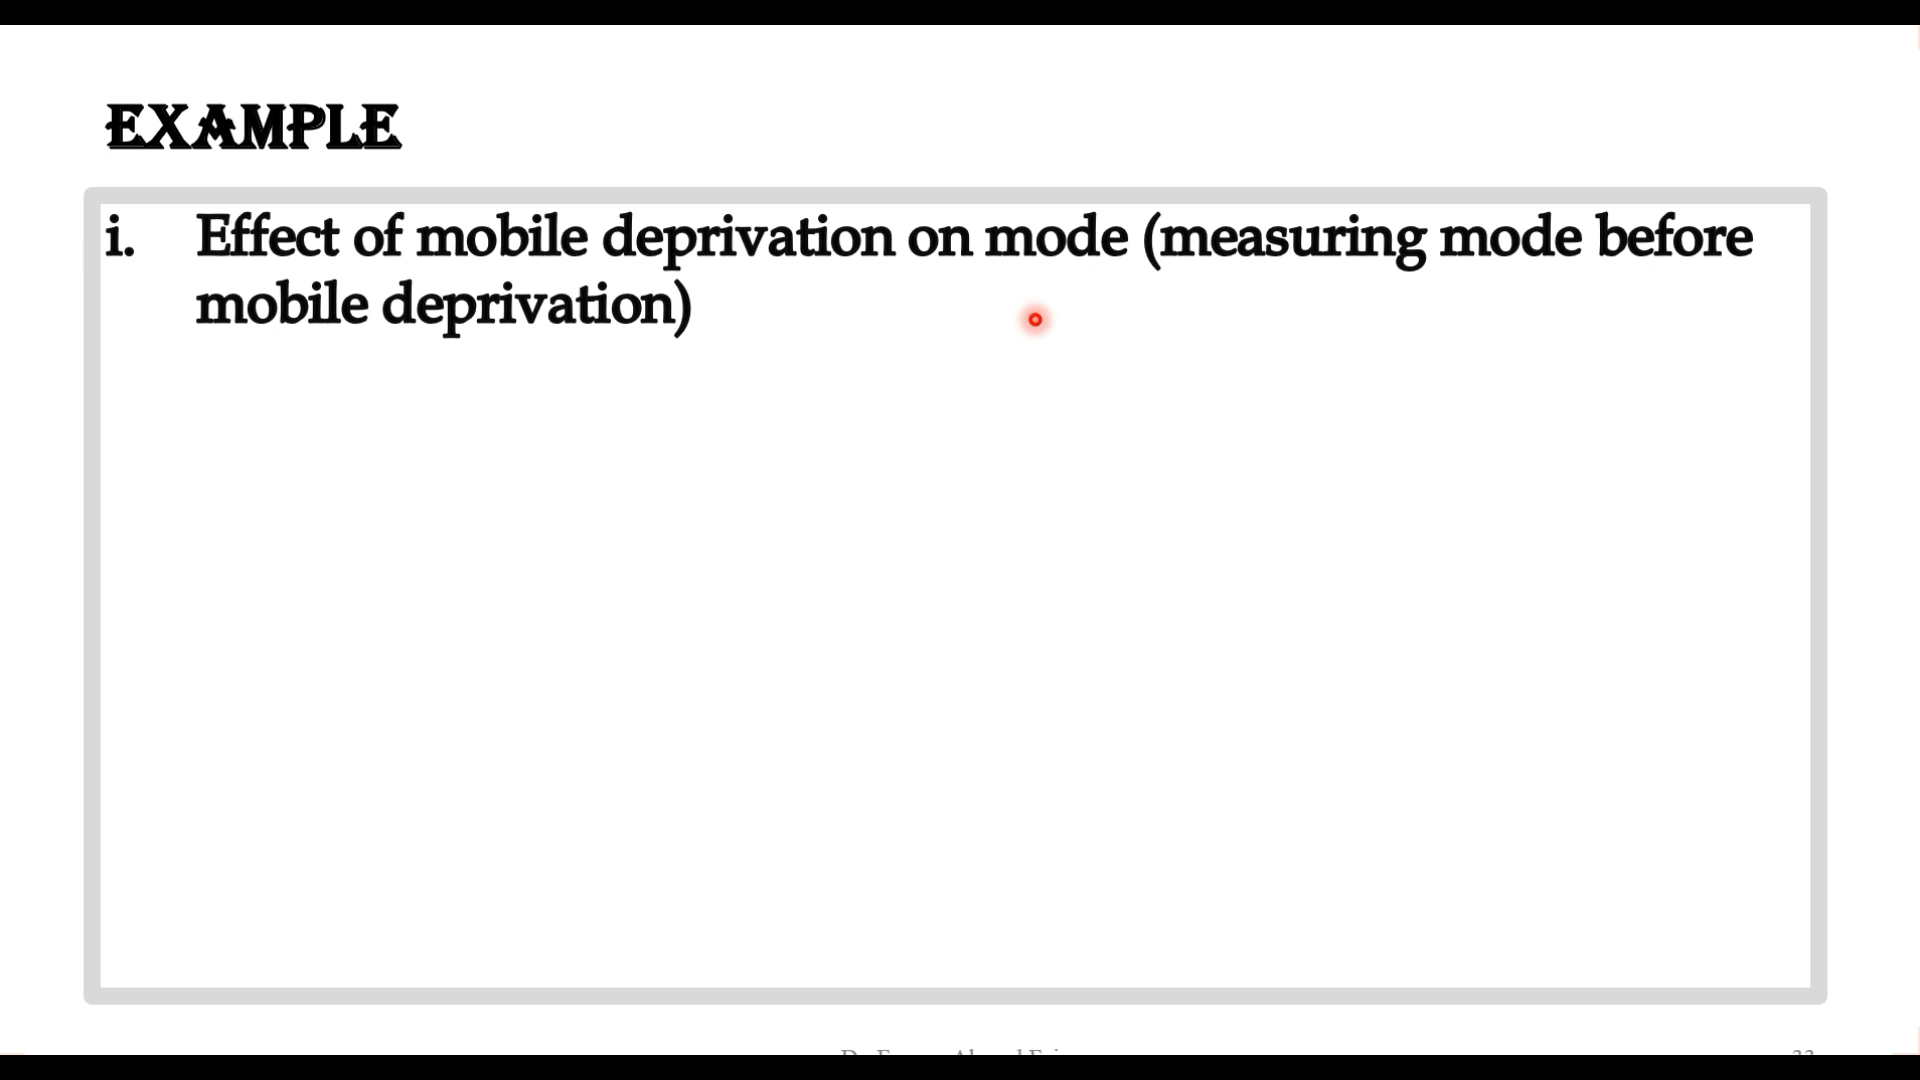 EXAMPLE
i. Effect of mobile deprivation on mode (measuring mode before
mobile deprivation)